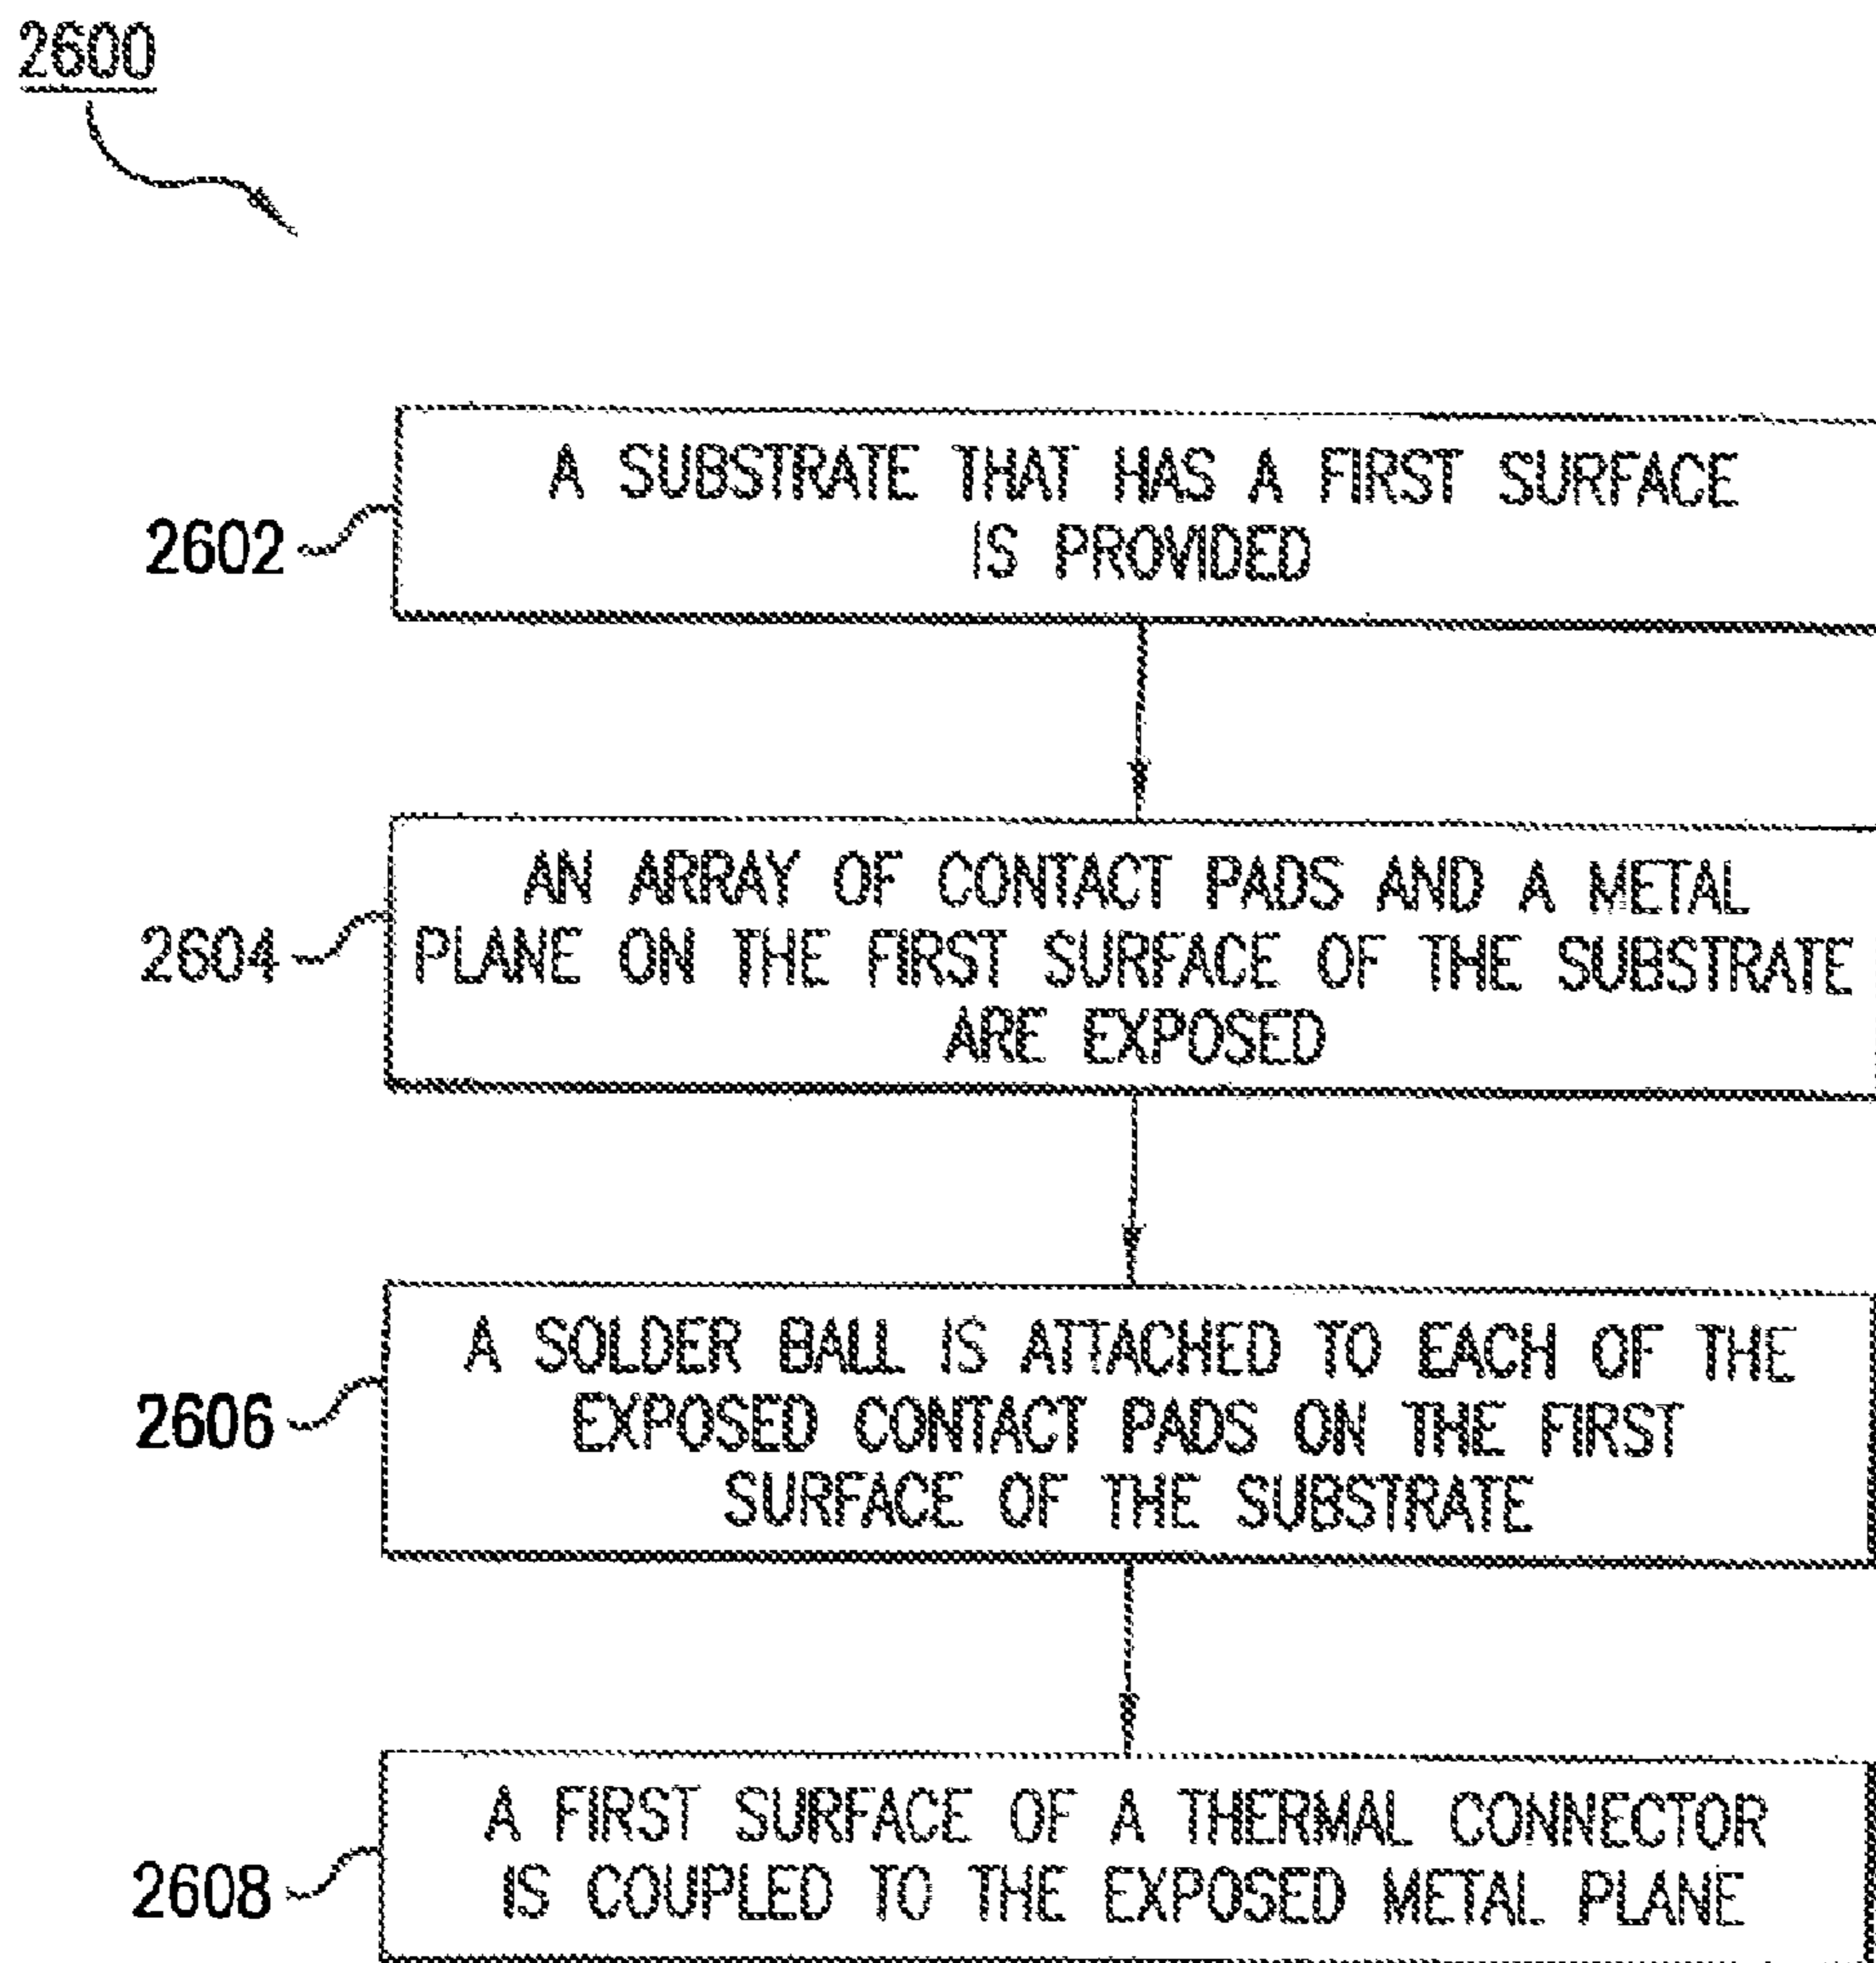 2600
A SUBSTRATE THAT HAS A FIRST SURFACE
IS PROVIDED
2602
AN ARRAY OF CONTACT PADS AND A METAL
PLANE ON THE FIRST SURFACE OF THE SUBSTRATE
ARE EXPOSED
2604
A SOLDER BALL IS ATTACHED TO EACH OF THE
EXPOSED CONTACT PADS ON THE FIRST
SURFACE OF THE SUBSTRATE
2606
A FIRST SURFACE OF A THERMAL CONNECTOR
IS COUPLED TO THE EXPOSED METAL PLANE
2608